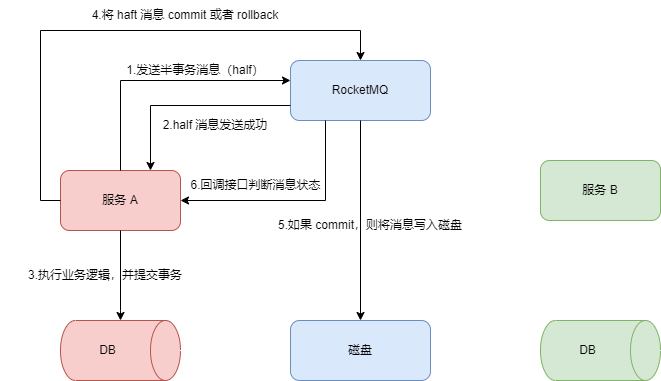 4.将 haft 消息 commit 或者 rollback
1.发送半事务消息（half）
RocketMQ
2.half 消息发送成功
6.回调接口判断消息状态
服务 A
服务 B
5.如果 commit，则将消息写入磁盘
3.执行业务逻辑，并提交事务
DB
磁盘
DB